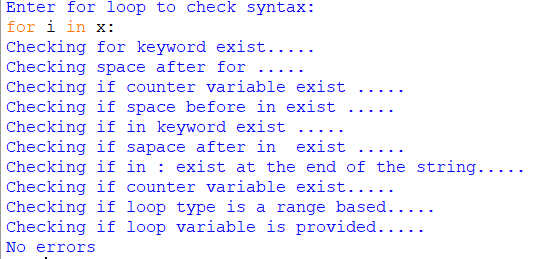 Enter for loop to check syntax:
for i in x:
Checking for keyword exist.....
Checking space after for .....
Checking if counter variable exist .....
Checking if space before in exist .....
Checking if in keyword exist .....
Checking if sapace after in  exist .....
Checking if in : exist at the end of the string.....
Checking if counter variable exist.....
Checking if loop type is a range based.....
Checking if loop variable is provided.....
No errors